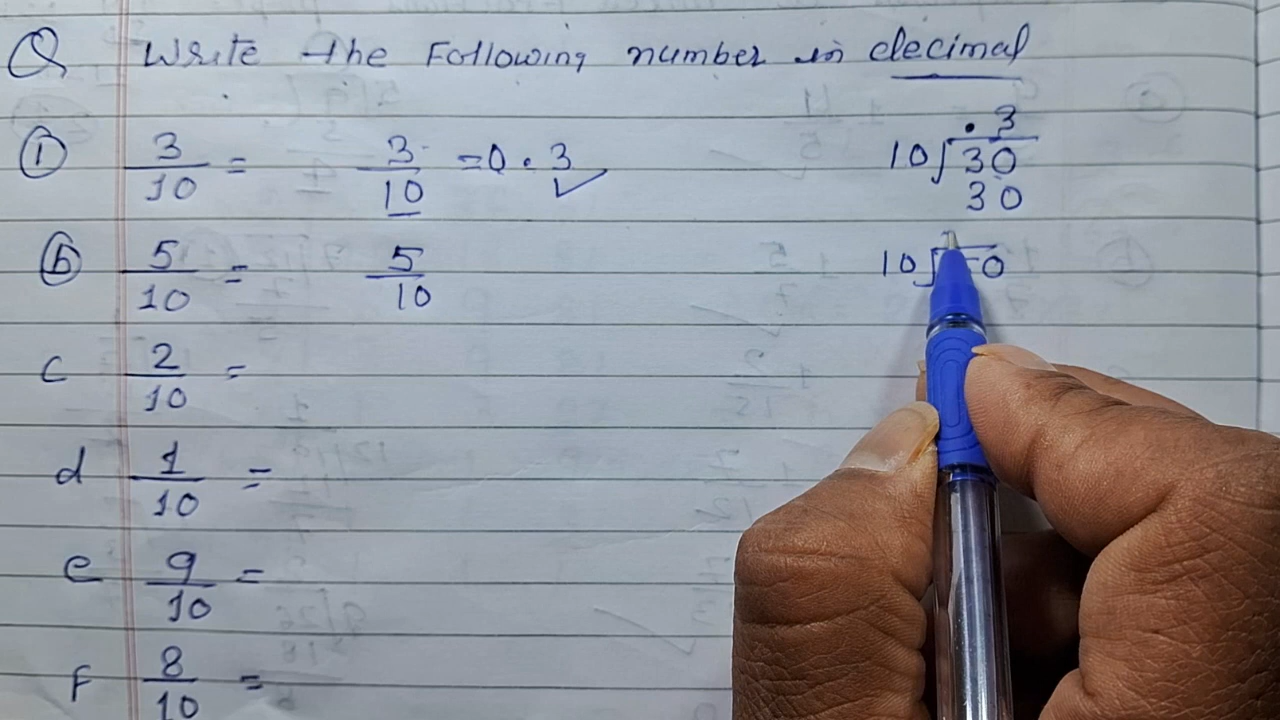 Q Write the Following number in decimal
① 3/10 = 3/10 = 0.3 ✓
.3
10)30
30
ⓑ 5/10 = 5/10
10) 0
c 2/10 =
d 1/10 =
e 9/10 =
F 8/10 =